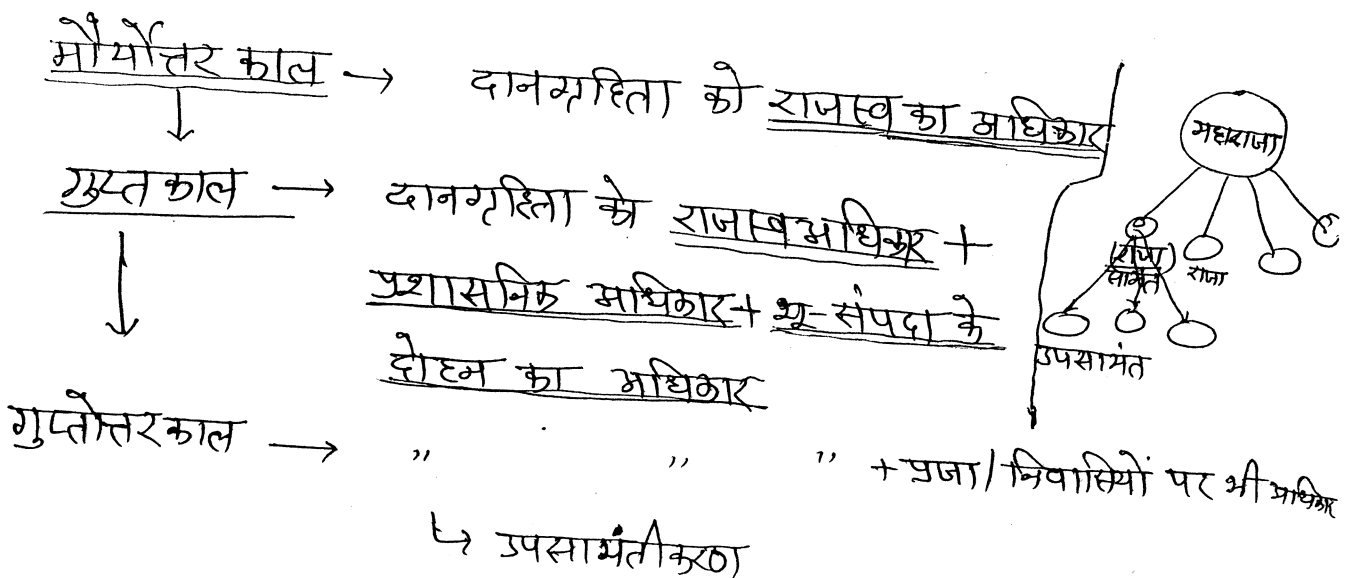 मौर्योत्तर काल → दानगृहिता को राजस्व का अधिकार
गुप्तकाल → दानगृहिता को राजस्व अधिकार +
प्रशासनिक अधिकार + भू-संपदा के
दोहन का अधिकार
गुप्तोत्तरकाल → " " " + प्रजा/निवासियों पर भी अधिकार
↳ उपसामंतीकरण
महाराजा
(राजा) राजा
सामंत
उपसामंत